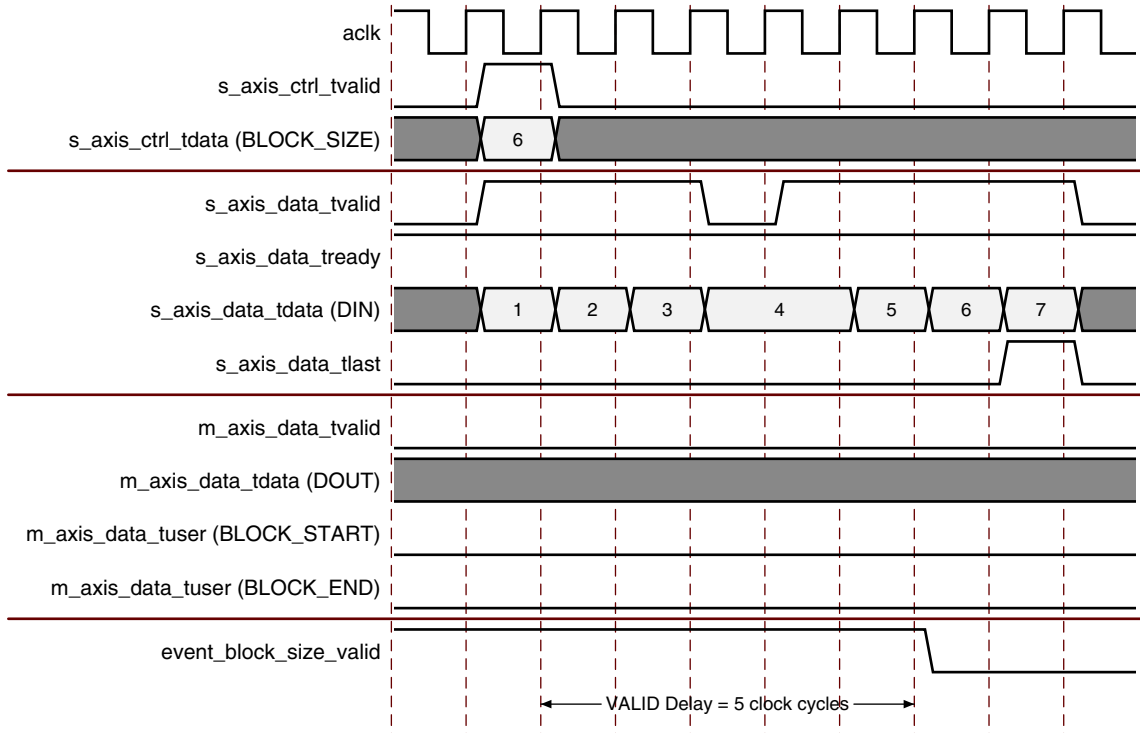 aclk
s_axis_ctrl_tvalid
s_axis_ctrl_tdata (BLOCK_SIZE) 6
s_axis_data_tvalid
s_axis_data_tready
s_axis_data_tdata (DIN) 1 2 3 4 5 6 7
s_axis_data_tlast
m_axis_data_tvalid
m_axis_data_tdata (DOUT)
m_axis_data_tuser (BLOCK_START)
m_axis_data_tuser (BLOCK_END)
event_block_size_valid
VALID Delay = 5 clock cycles